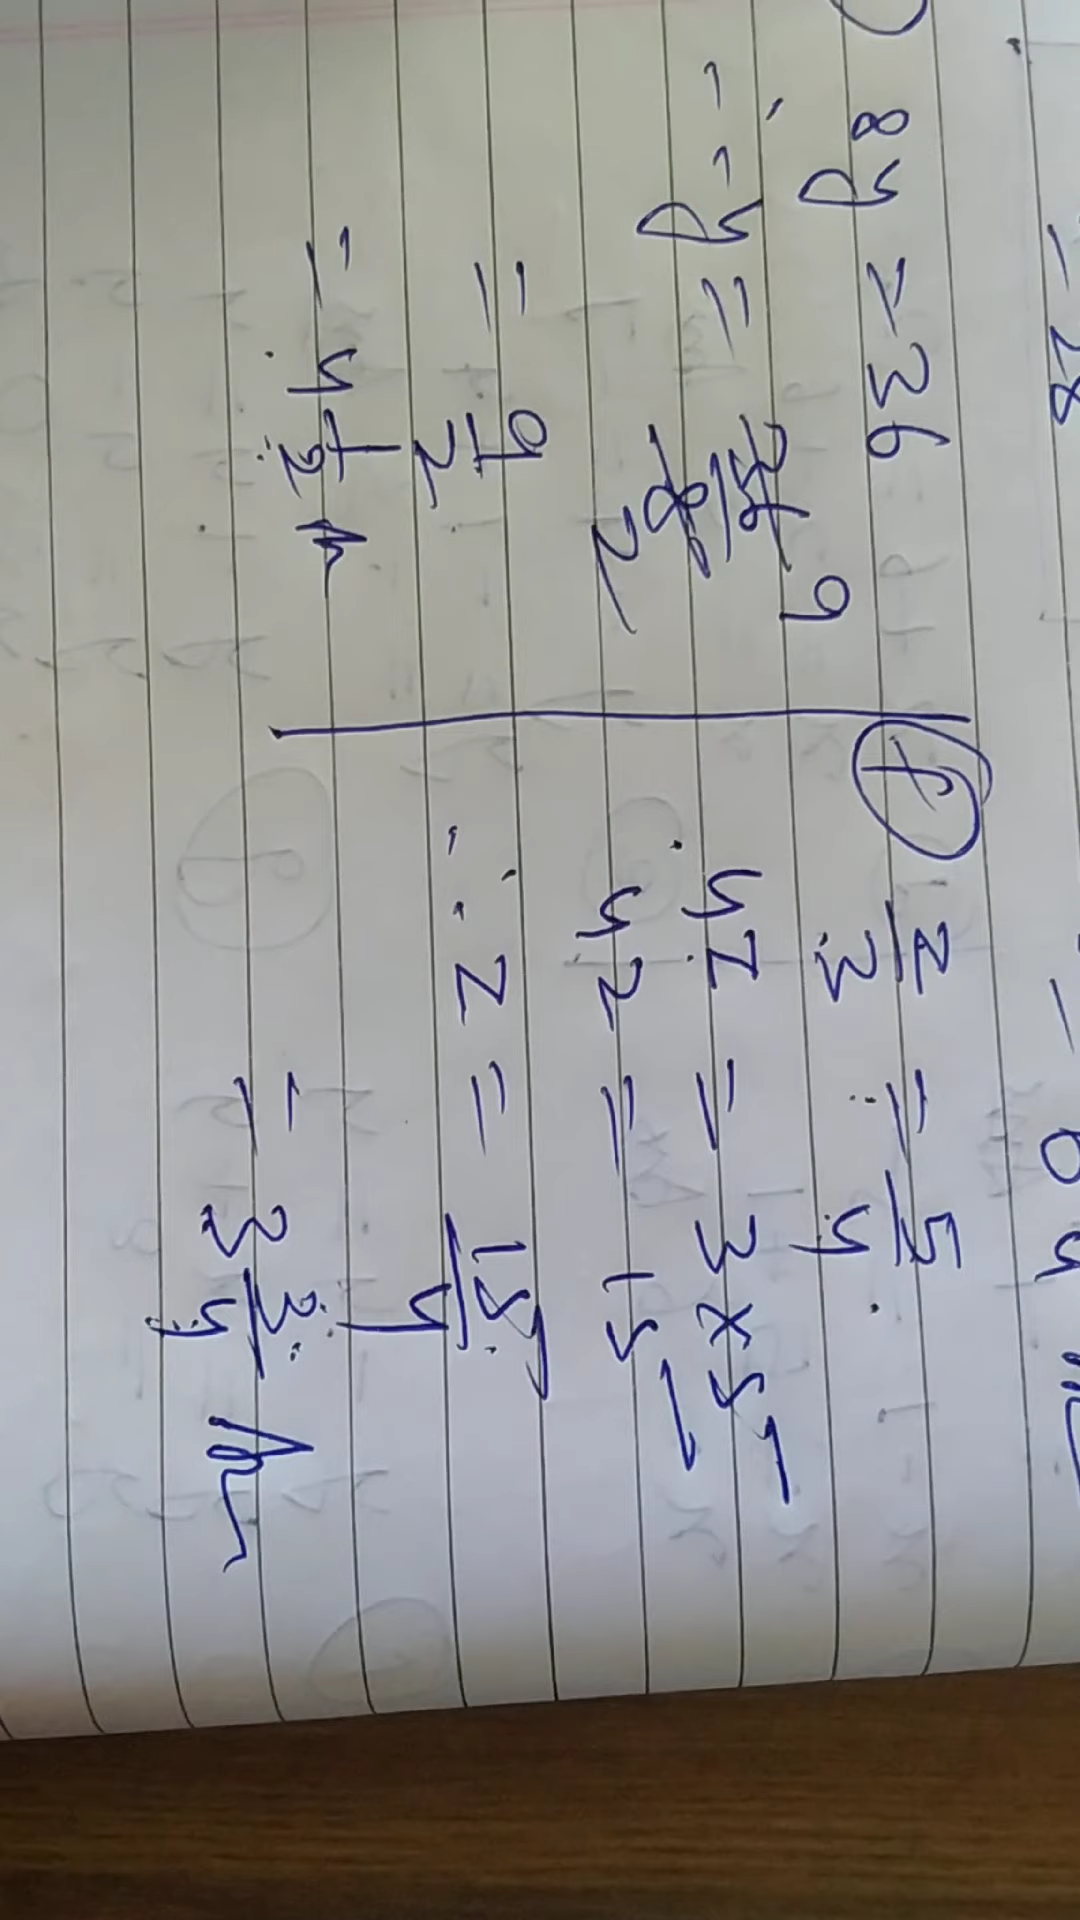 = 28
8y = 36
∴ y = 36/8 9 2
= 9/2
= 4 1/2
(f) z/3 = 5/4
4z = 3 × 5
4z = 15
∴ z = 15/4
= 3 3/4 Ans